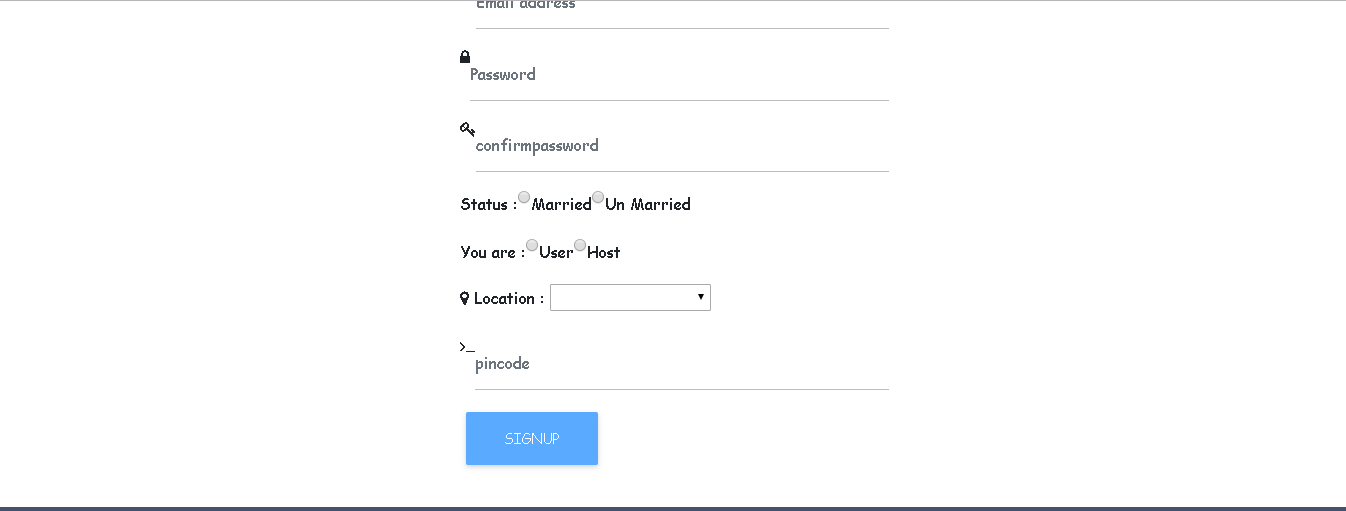 Email address
Password
confirmpassword
Status : Married Un Married
You are : User Host
Location :
pincode
SIGNUP